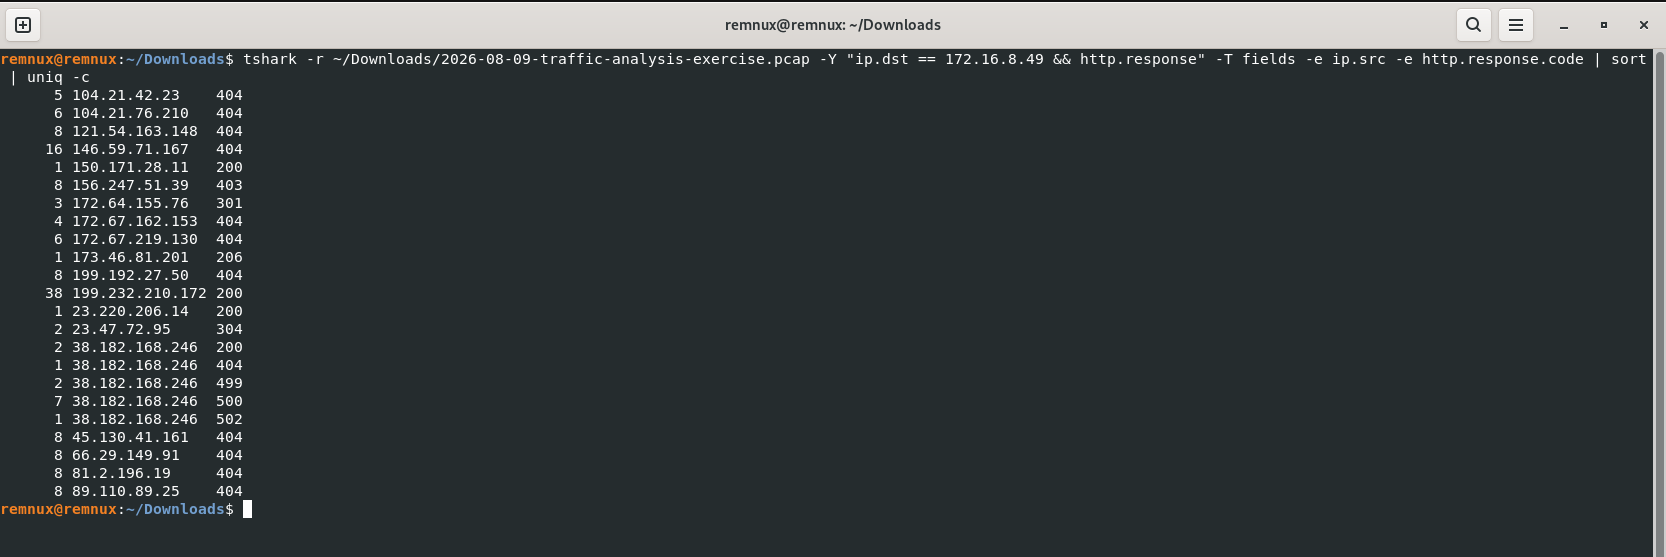 remnux@remnux: ~/Downloads
remnux@remnux:~/Downloads$ tshark -r ~/Downloads/2026-08-09-traffic-analysis-exercise.pcap -Y "ip.dst == 172.16.8.49 && http.response" -T fields -e ip.src -e http.response.code | sort
| uniq -c
5 104.21.42.23 404
6 104.21.76.210 404
8 121.54.163.148 404
16 146.59.71.167 404
1 150.171.28.11 200
8 156.247.51.39 403
3 172.64.155.76 301
4 172.67.162.153 404
6 172.67.219.130 404
1 173.46.81.201 206
8 199.192.27.50 404
38 199.232.210.172 200
1 23.220.206.14 200
2 23.47.72.95 304
2 38.182.168.246 200
1 38.182.168.246 404
2 38.182.168.246 499
7 38.182.168.246 500
1 38.182.168.246 502
8 45.130.41.161 404
8 66.29.149.91 404
8 81.2.196.19 404
8 89.110.89.25 404
remnux@remnux:~/Downloads$